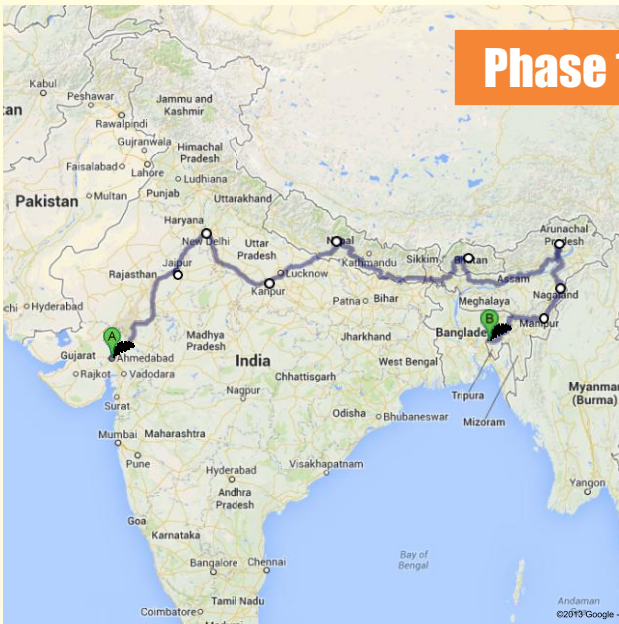 Phase 1
Kabul
Peshawar
Jammu and
Kashmir
tan
Rawalpindi
Gujranwala
Himachal
Pradesh
Faisalabad
Lahore
Ludhiana
Pakistan
Multan
Punjab
Uttarakhand
Haryana
New Delhi
Arunachal
Pradesh
Uttar
Pradesh
Nepal
Kathmandu
Sikkim
Bhutan
Jaipur
Rajasthan
Lucknow
Kanpur
Assam
Nagaland
Hyderabad
Patna
Bihar
Meghalaya
Manipur
A
B
Gujarat
Ahmedabad
Madhya
Pradesh
Jharkhand
Banglade
Rajkot
Vadodara
India
Chhattisgarh
West Bengal
Surat
Nagpur
Tripura
Myanmar
(Burma)
Odisha
Bhubaneswar
Mizoram
Mumbai
Maharashtra
Pune
Hyderabad
Visakhapatnam
Andhra
Pradesh
Yangon
Goa
Karnataka
Bay of
Bengal
Bangalore
Chennai
Tamil Nadu
Andaman
Coimbatore
©2013 Google -